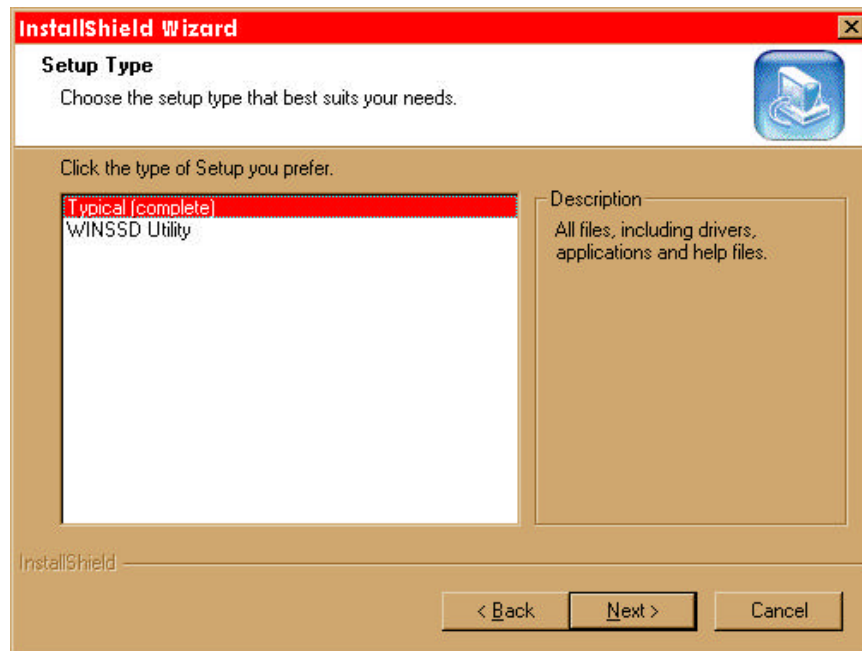 InstallShield Wizard
Setup Type
Choose the setup type that best suits your needs.
Click the type of Setup you prefer.
Typical (complete)
WINSSD Utility
Description
All files, including drivers,
applications and help files.
InstallShield
< Back
Next >
Cancel